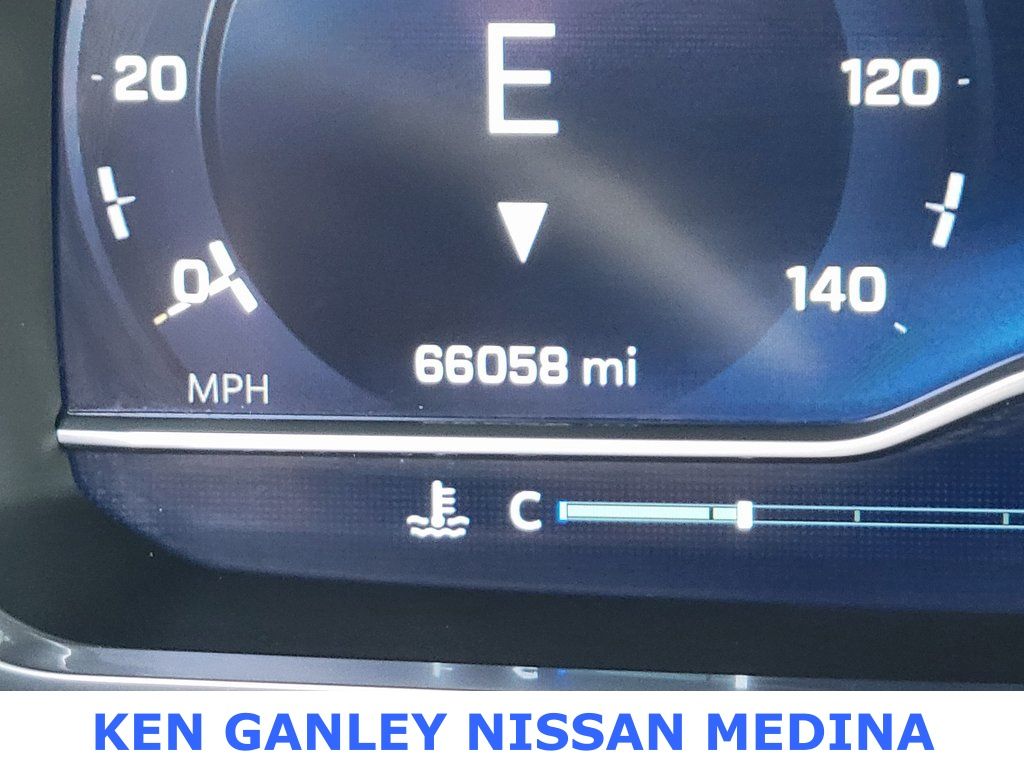 E
20
120
0
140
66058 mi
MPH
C
KEN GANLEY NISSAN MEDINA